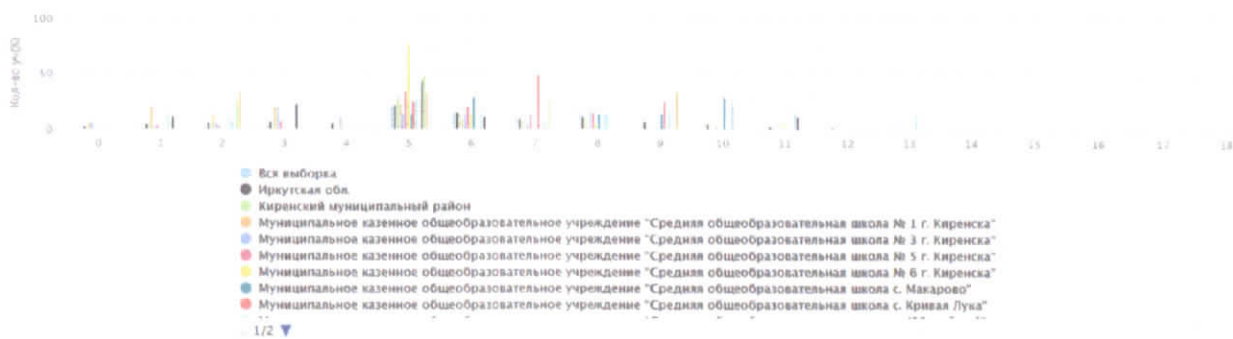 100
50
0
Кол-во уч(%)
0 1 2 3 4 5 6 7 8 9 10 11 12 13 14 15 16 17 18
Вся выборка
Иркутская обл.
Киренский муниципальный район
Муниципальное казенное общеобразовательное учреждение "Средняя общеобразовательная школа № 1 г. Киренска"
Муниципальное казенное общеобразовательное учреждение "Средняя общеобразовательная школа № 3 г. Киренска"
Муниципальное казенное общеобразовательное учреждение "Средняя общеобразовательная школа № 5 г. Киренска"
Муниципальное казенное общеобразовательное учреждение "Средняя общеобразовательная школа № 6 г. Киренска"
Муниципальное казенное общеобразовательное учреждение "Средняя общеобразовательная школа с. Макарово"
Муниципальное казенное общеобразовательное учреждение "Средняя общеобразовательная школа с. Кривая Лука"
1/2